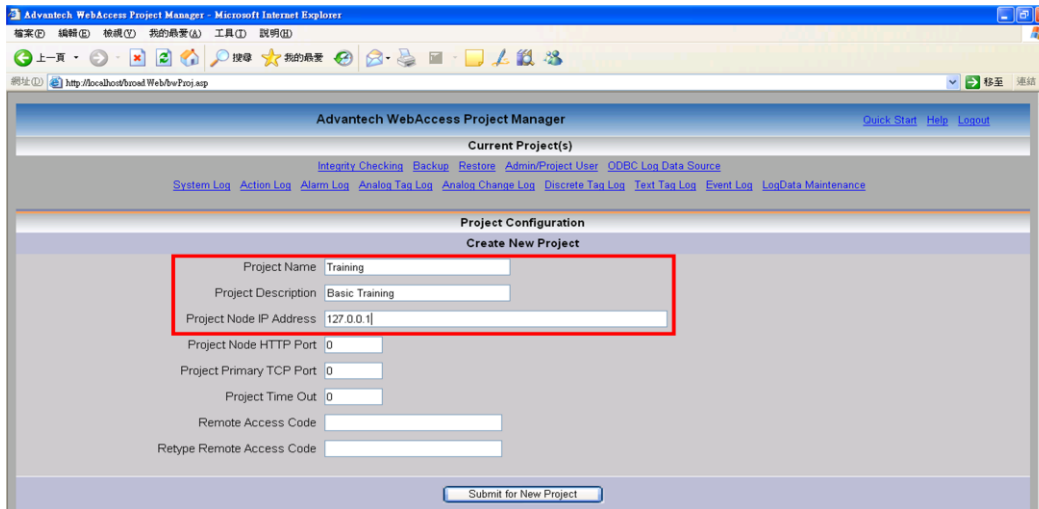 Advantech WebAccess Project Manager - Microsoft Internet Explorer
檔案(F) 編輯(E) 檢視(V) 我的最愛(A) 工具(T) 說明(H)
上一頁 搜尋 我的最愛
網址(D) http://localhost/broadWeb/bwProj.asp 移至 連結
Advantech WebAccess Project Manager Quick Start Help Logout
Current Project(s)
Integrity Checking Backup Restore Admin/Project User ODBC Log Data Source
System Log Action Log Alarm Log Analog Tag Log Analog Change Log Discrete Tag Log Text Tag Log Event Log LogData Maintenance
Project Configuration
Create New Project
Project Name Training
Project Description Basic Training
Project Node IP Address 127.0.0.1
Project Node HTTP Port 0
Project Primary TCP Port 0
Project Time Out 0
Remote Access Code
Retype Remote Access Code
Submit for New Project